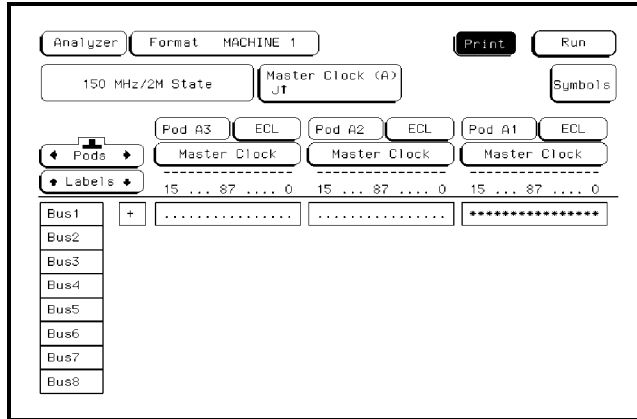 Analyzer Format MACHINE 1 Print Run
150 MHz/2M State Master Clock (A) Symbols
J↑
Pod A3 ECL Pod A2 ECL Pod A1 ECL
← Pods → Master Clock Master Clock Master Clock
↑ Labels ↓ 15 ... 87 .... 0 15 ... 87 .... 0 15 ... 87 .... 0
Bus1 + ................ ................ ****************
Bus2
Bus3
Bus4
Bus5
Bus6
Bus7
Bus8